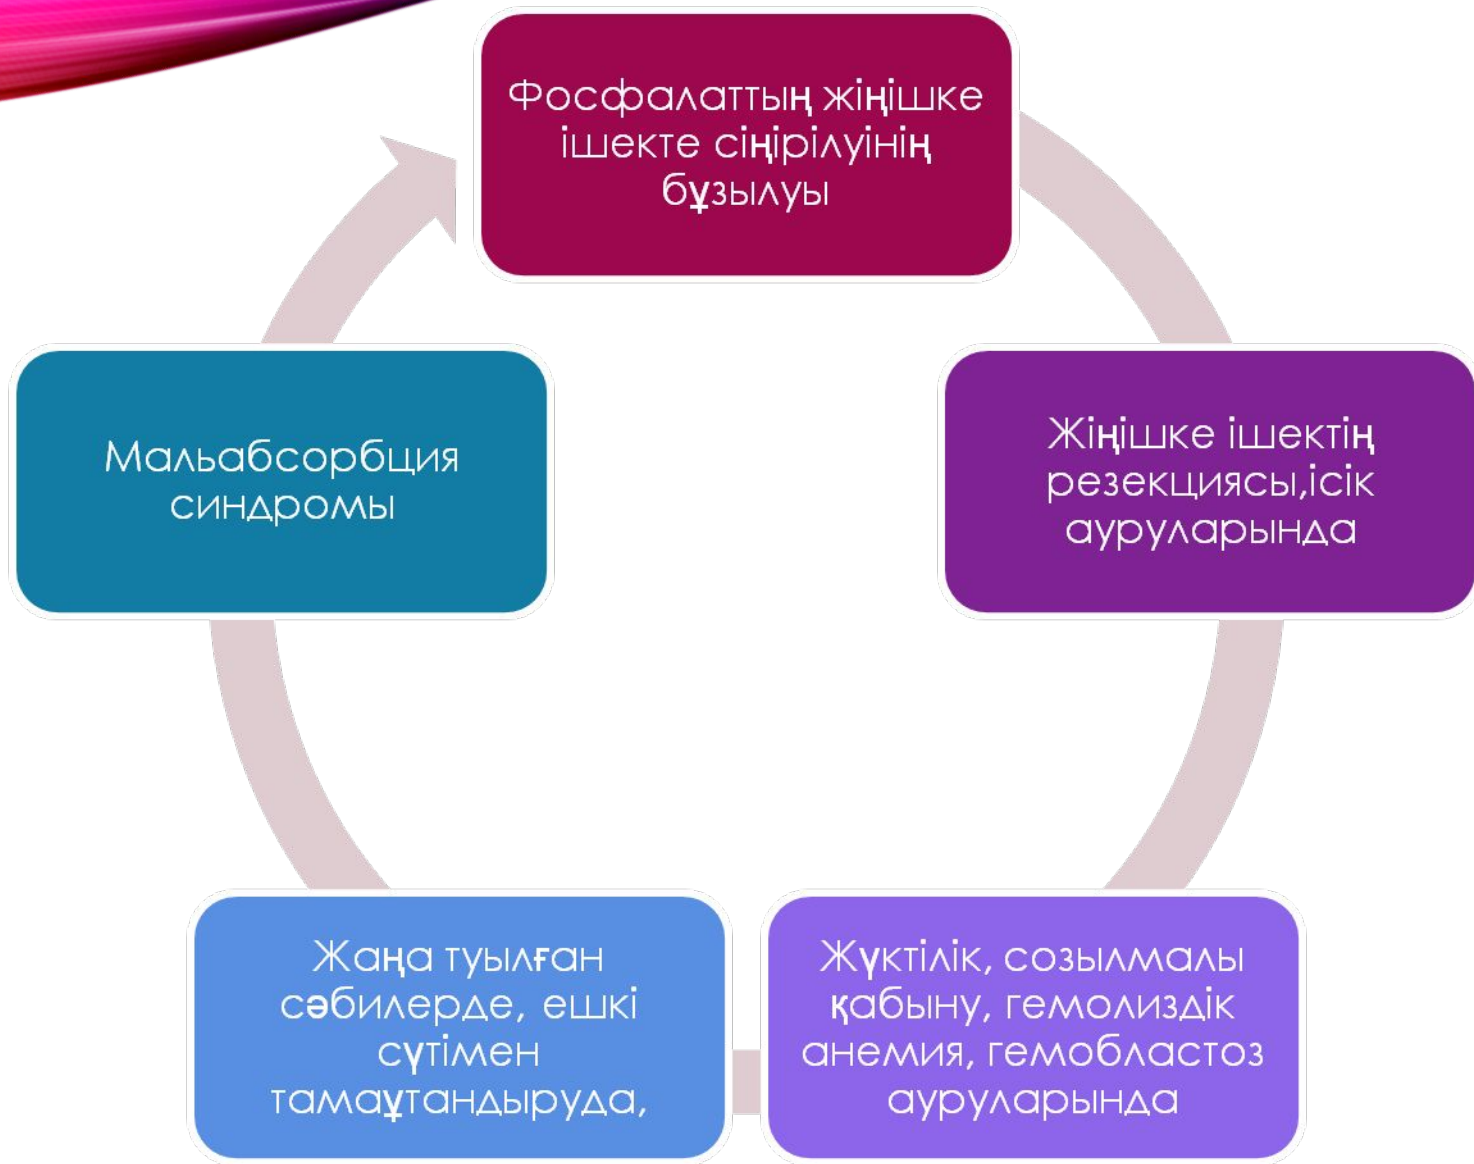 Фосфалаттың жіңішке
ішекте сіңірілуінің
бұзылуы
Жіңішке ішектің
резекциясы,ісік
ауруларында
Жүктілік, созылмалы
қабыну, гемолиздік
анемия, гемобластоз
ауруларында
Жаңа туылған
сәбилерде, ешкі
сүтімен
тамаұтандыруда,
Мальабсорбция
синдромы